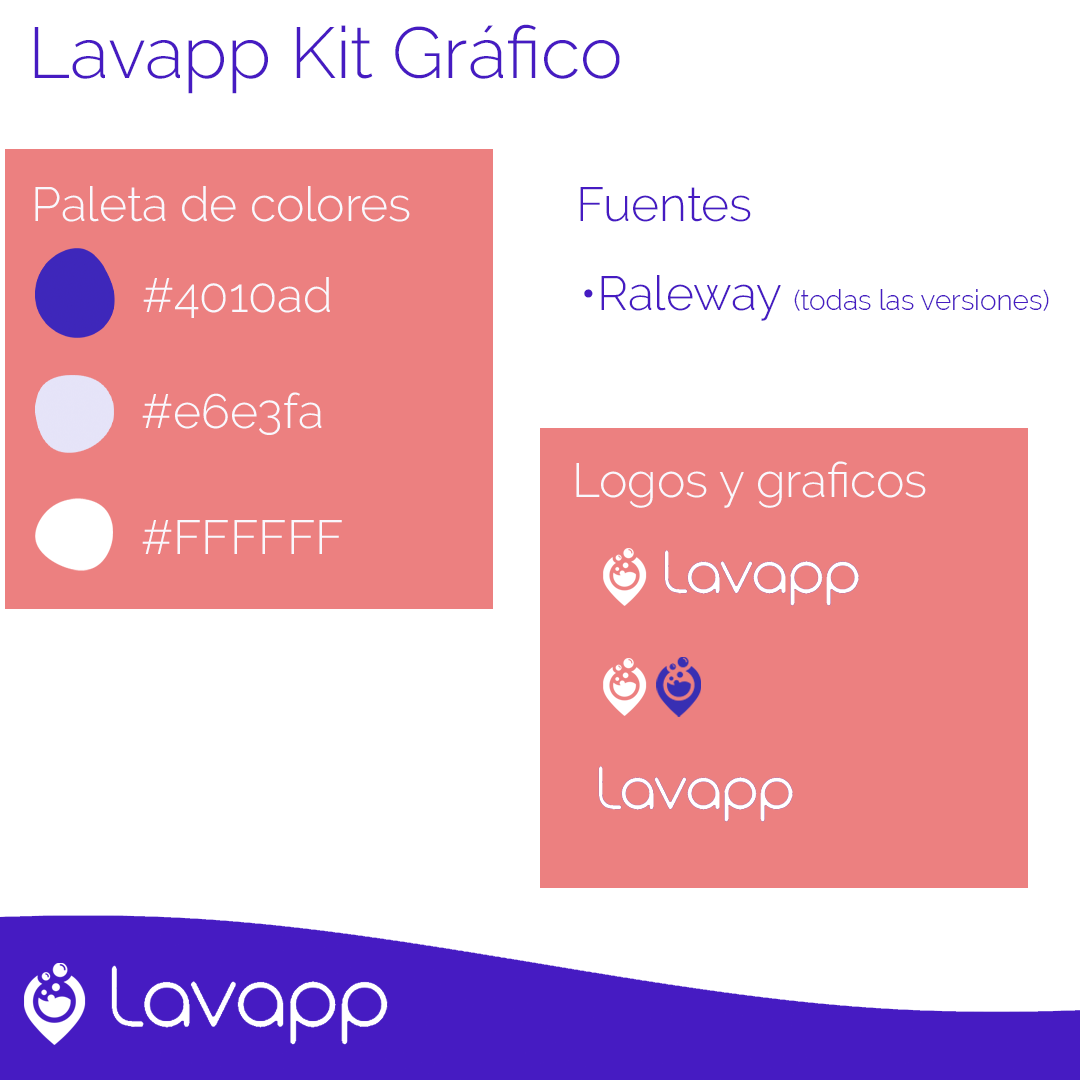 Lavapp Kit Gráfico
Paleta de colores
#4010ad
#e6e3fa
#FFFFFF
Fuentes
•Raleway (todas las versiones)
Logos y graficos
Lavapp
Lavapp
Lavapp